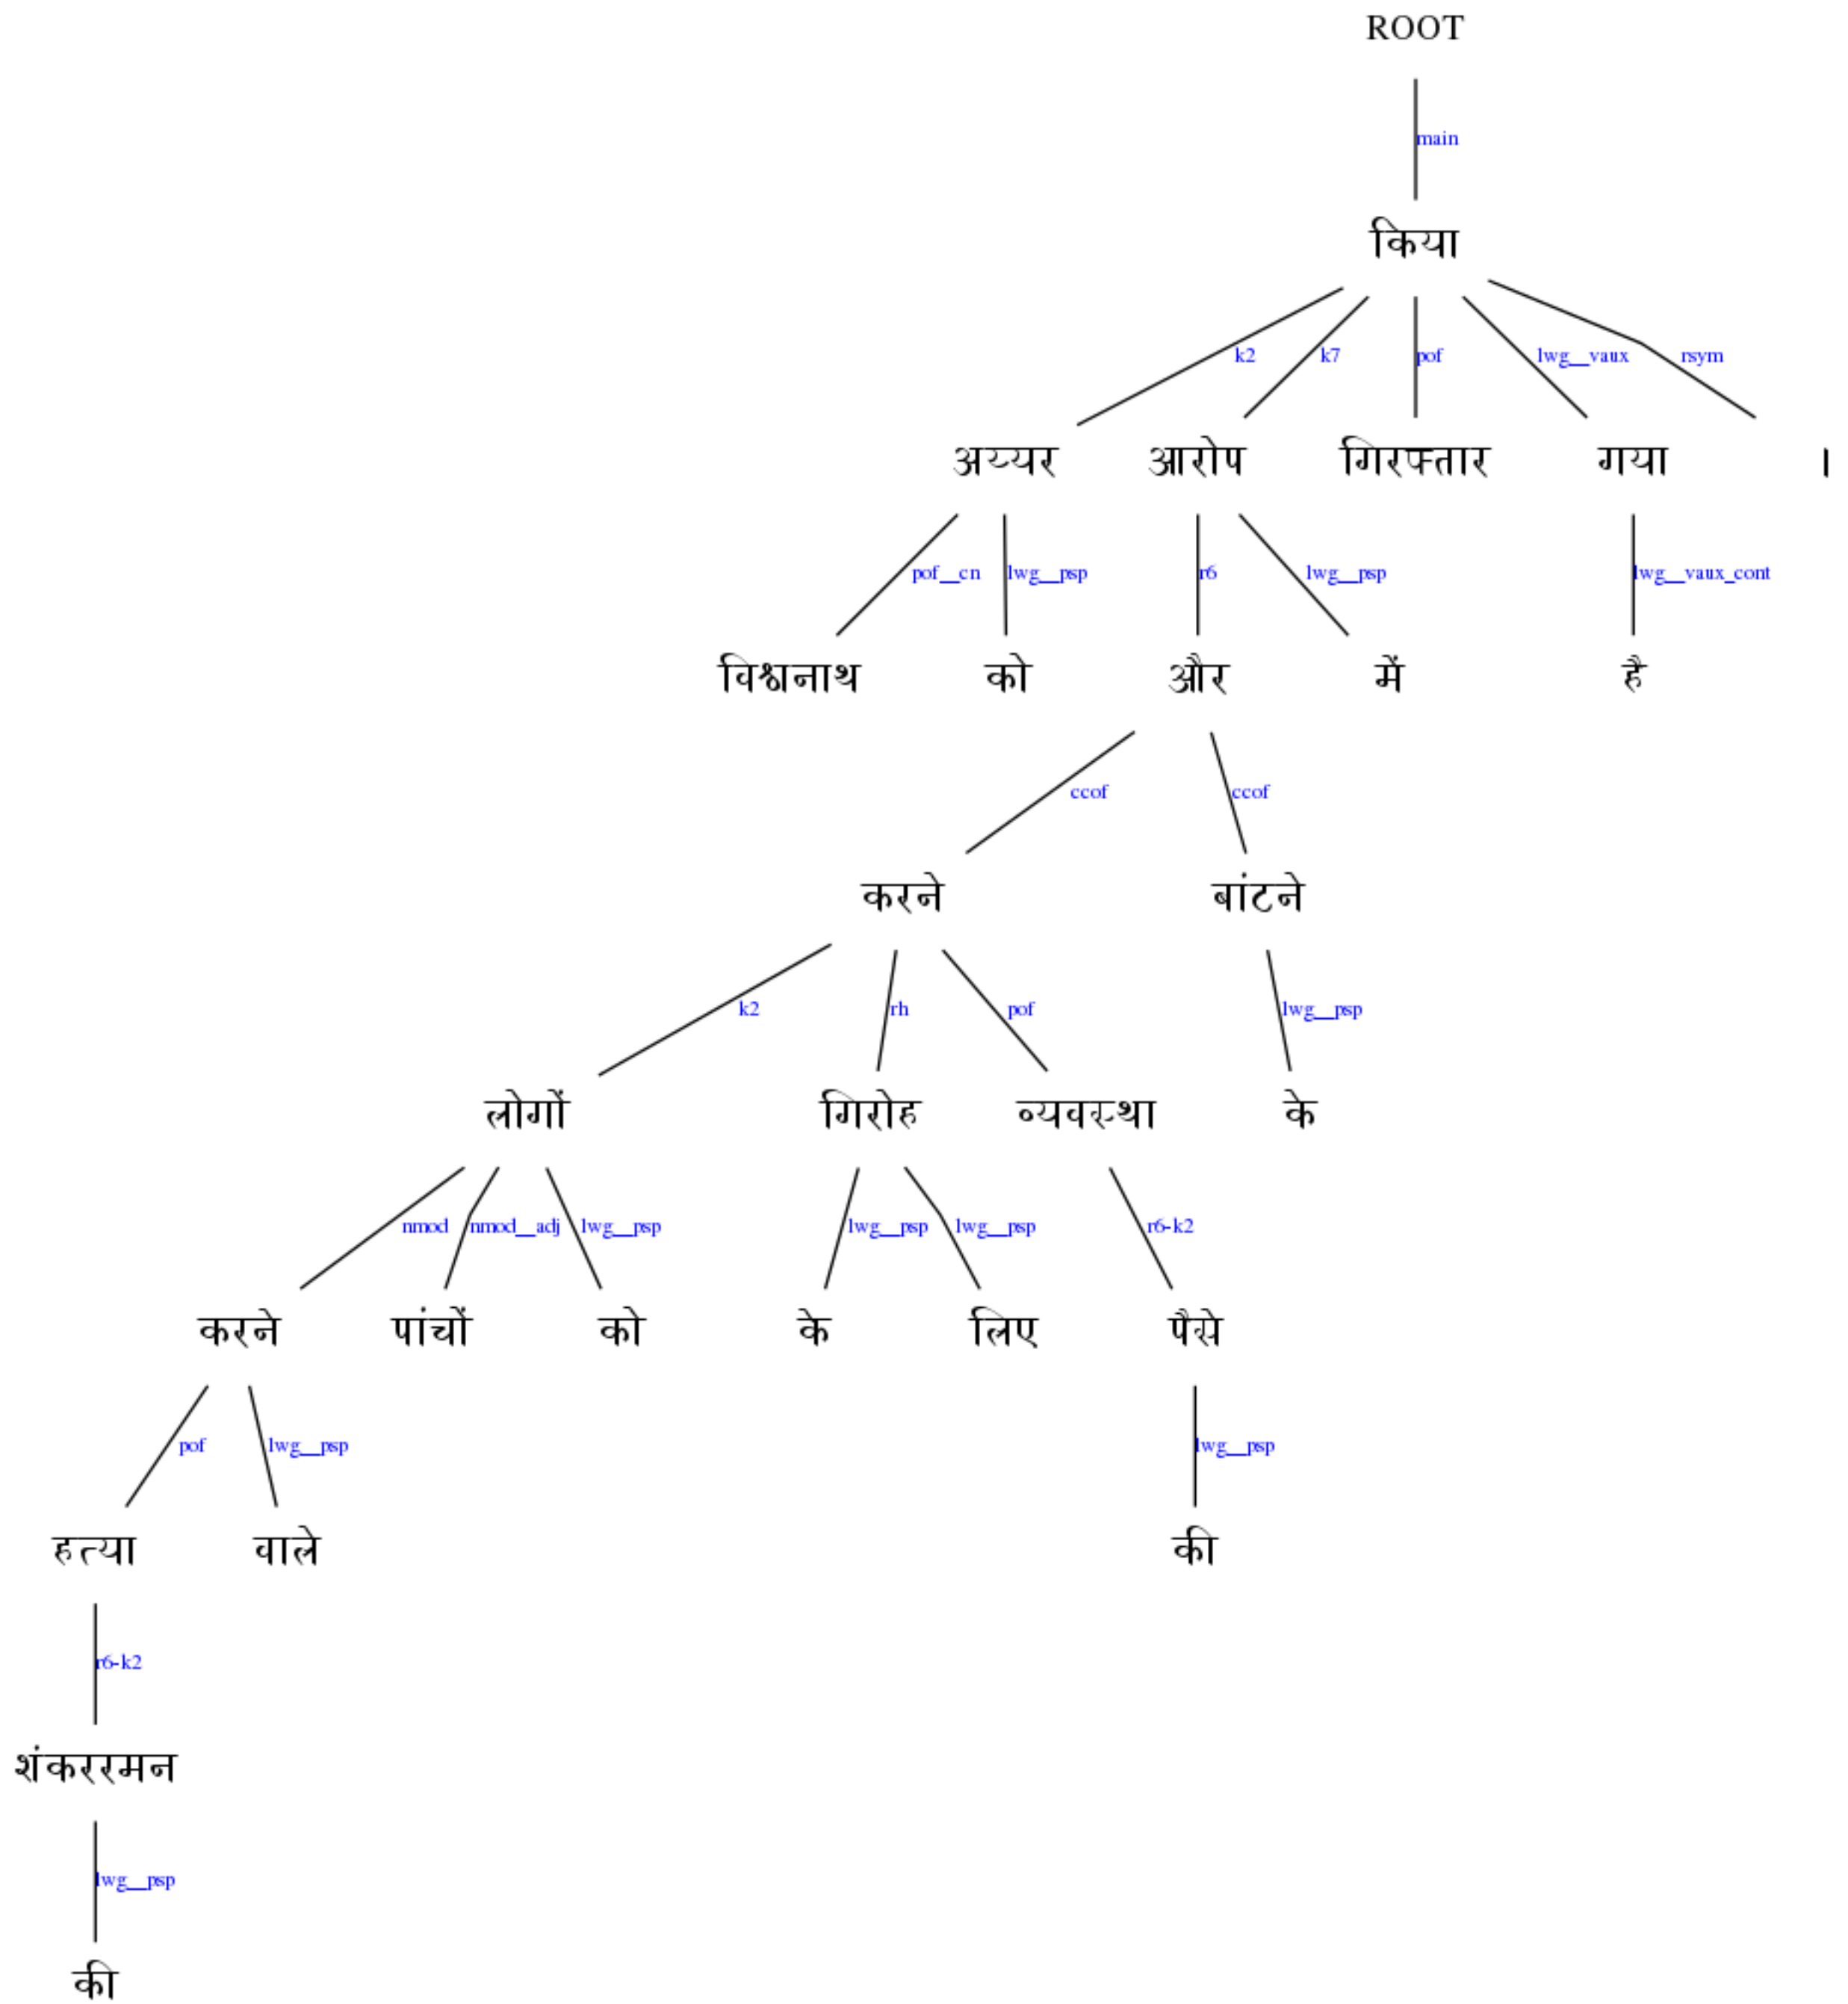 ROOT
main
किया
k2 k7 pof lwg__vaux rsym
अय्यर आरोप गिरफ्तार गया ।
pof__cn lwg__psp r6 lwg__psp lwg__vaux_cont
विश्वनाथ को और में है
ccof ccof
करने बांटने
k2 rh pof lwg__psp
लोगों गिरोह व्यवस्था के
nmod nmod__adj lwg__psp lwg__psp lwg__psp r6-k2
करने पांचों को के लिए पैसे
pof lwg__psp lwg__psp
हत्या वाले की
r6-k2
शंकररमन
lwg__psp
की